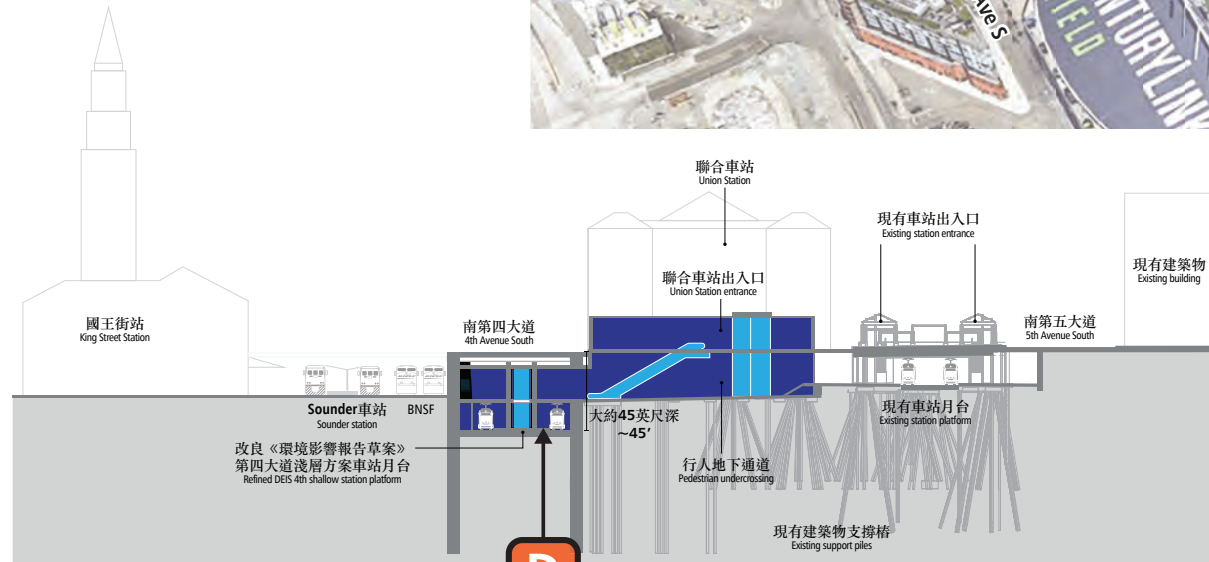 Ave S
CENTURYLINK
FIELD
聯合車站
Union Station
現有車站出入口
Existing station entrance
現有建築物
Existing building
聯合車站出入口
Union Station entrance
國王街站
King Street Station
南第四大道
4th Avenue South
南第五大道
5th Avenue South
Sounder車站
Sounder station
BNSF
大約45英尺深
~45'
現有車站月台
Existing station platform
改良《環境影響報告草案》
第四大道淺層方案車站月台
Refined DEIS 4th shallow station platform
行人地下通道
Pedestrian undercrossing
現有建築物支撐樁
Existing support piles